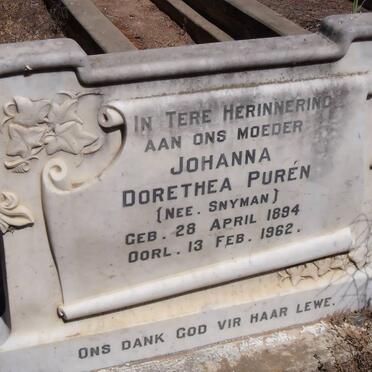 IN TERE HERINNERING
AAN ONS MOEDER
JOHANNA
DORETHEA PURÉN
(NEE. SNYMAN)
GEB. 28 APRIL 1894
OORL. 13 FEB. 1962.
ONS DANK GOD VIR HAAR LEWE.